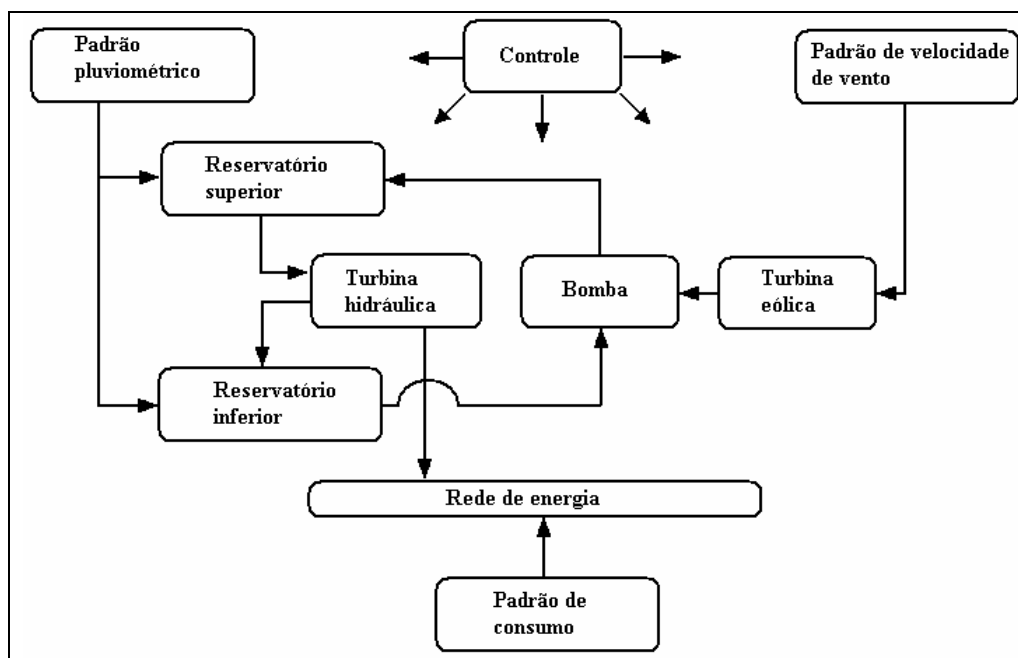 Padrão
pluviométrico
Controle
Padrão de velocidade
de vento
Reservatório
superior
Turbina
hidráulica
Bomba
Turbina
eólica
Reservatório
inferior
Rede de energia
Padrão de
consumo